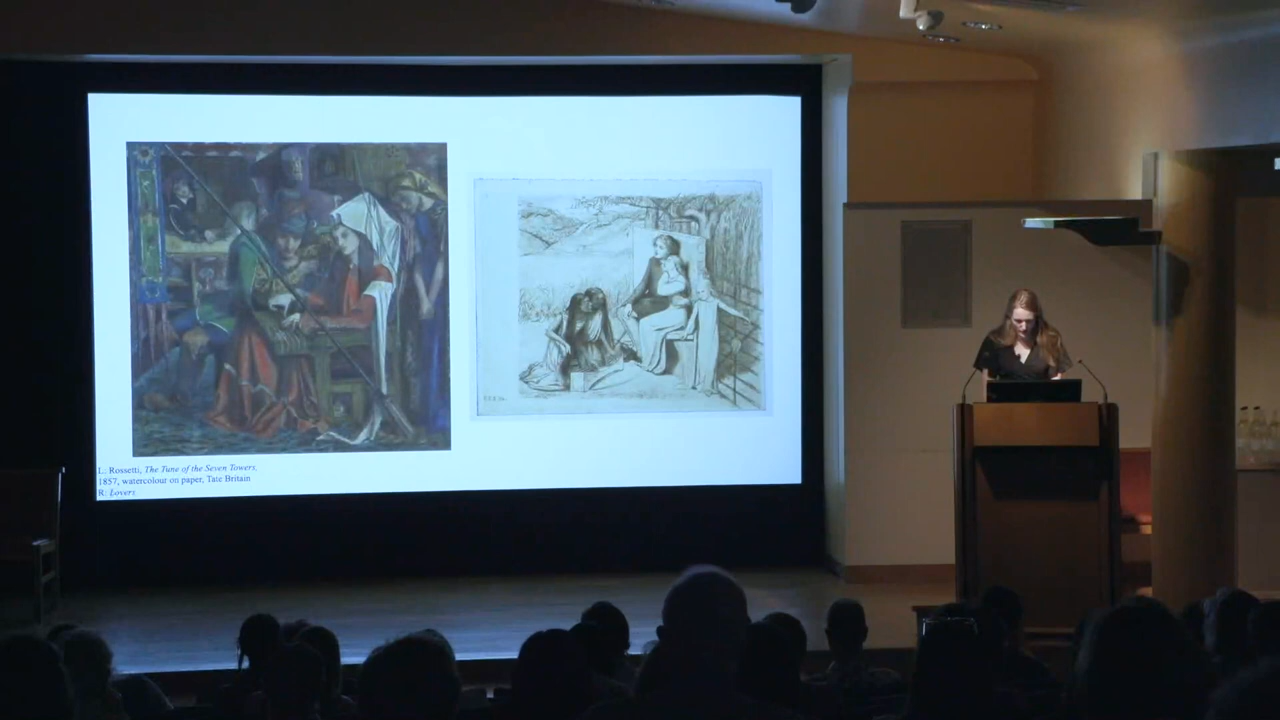 L: Rossetti, The Tune of the Seven Towers,
1857, watercolour on paper, Tate Britain
R: Lovers